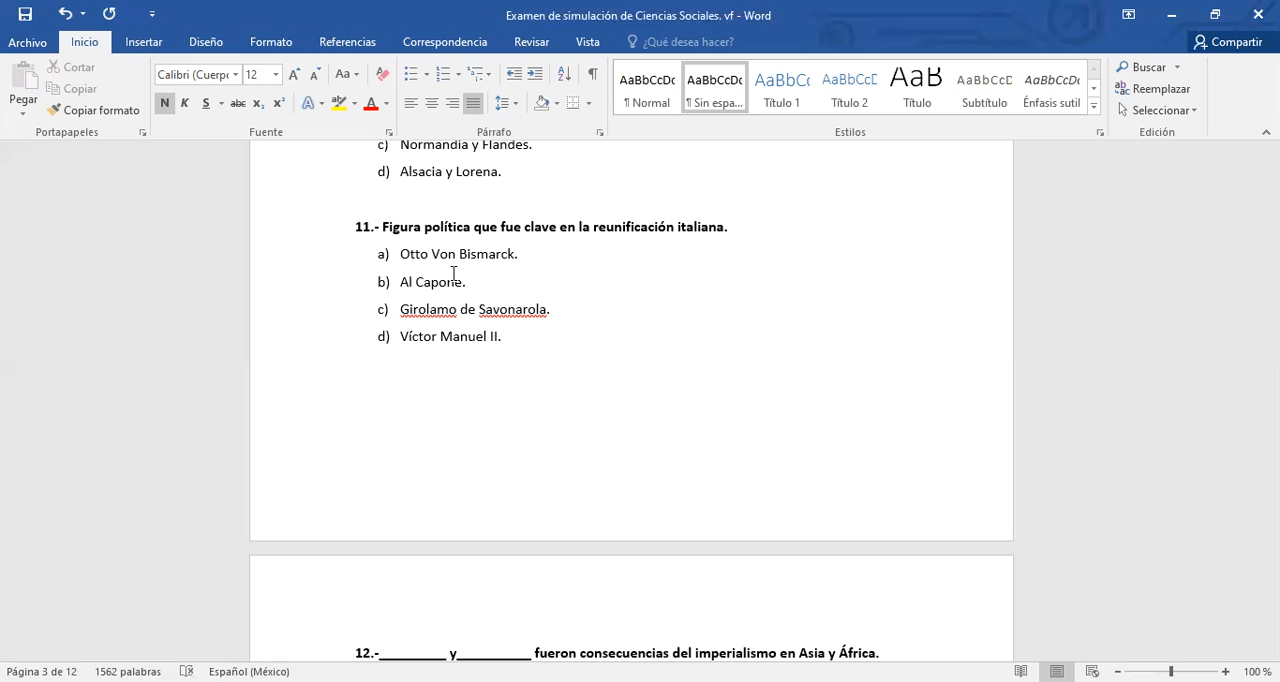 Examen de simulación de Ciencias Sociales. vf - Word
Archivo Inicio Insertar Diseño Formato Referencias Correspondencia Revisar Vista ¿Qué desea hacer? Compartir
Pegar
Cortar
Copiar
Copiar formato
Portapapeles
Calibri (Cuerpo 12 Aa
N K S abc x₂ x² A ab A
Fuente
Párrafo
AaBbCcDc AaBbCcDc AaBbCc AaBbCcD AaB AaBbCcD AaBbCcDc
¶ Normal ¶ Sin espa... Título 1 Título 2 Título Subtítulo Énfasis sutil
Estilos
Buscar
Reemplazar
Seleccionar
Edición
c) Normandía y Flandes.
d) Alsacia y Lorena.
11.- Figura política que fue clave en la reunificación italiana.
a) Otto Von Bismarck.
b) Al Capone.
c) Girolamo de Savonarola.
d) Víctor Manuel II.
12.-__________ y___________ fueron consecuencias del imperialismo en Asia y África.
Página 3 de 12 1562 palabras Español (México) 100 %